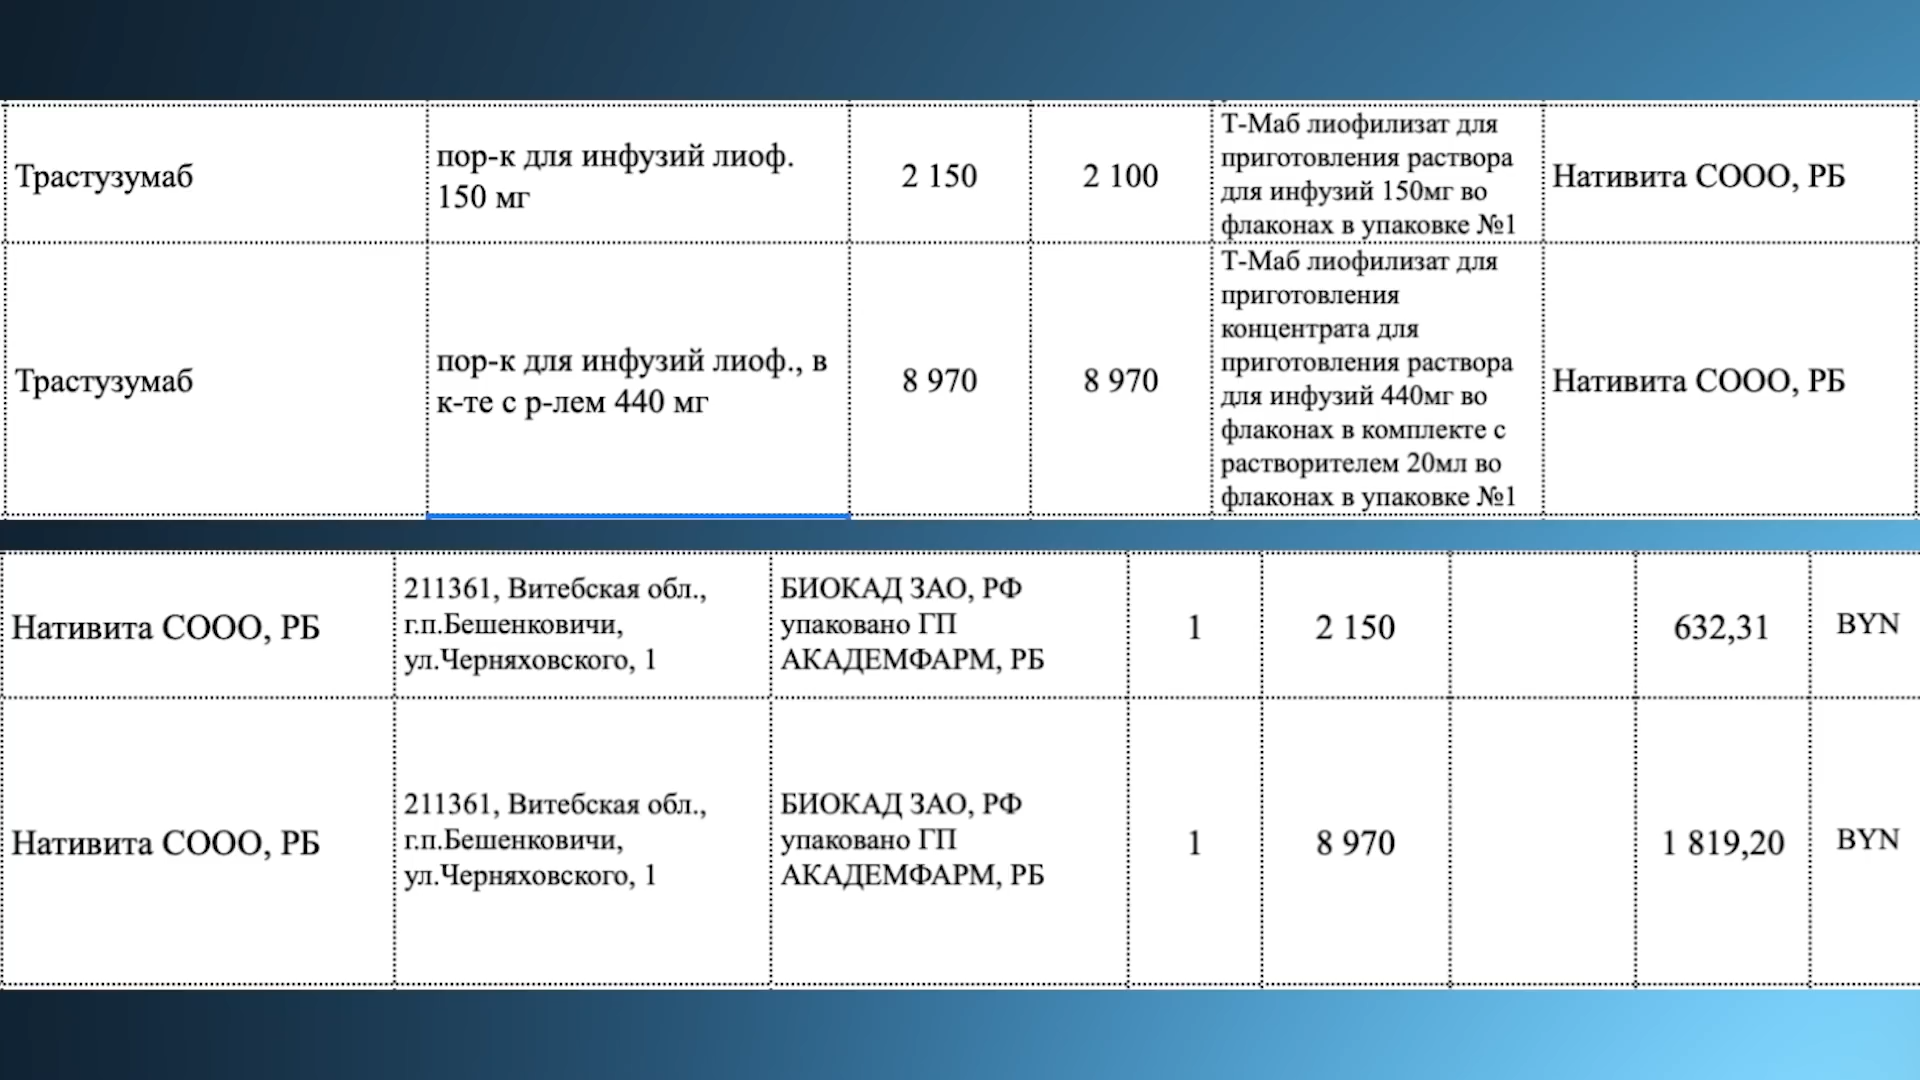 Трастузумаб
пор-к для инфузий лиоф.
150 мг
2 150
2 100
Т-Маб лиофилизат для
приготовления раствора
для инфузий 150мг во
флаконах в упаковке №1
Нативита СООО, РБ
Трастузумаб
пор-к для инфузий лиоф., в
к-те с р-лем 440 мг
8 970
8 970
Т-Маб лиофилизат для
приготовления
концентрата для
приготовления раствора
для инфузий 440мг во
флаконах в комплекте с
растворителем 20мл во
флаконах в упаковке №1
Нативита СООО, РБ
Нативита СООО, РБ
211361, Витебская обл.,
г.п.Бешенковичи,
ул.Черняховского, 1
БИОКАД ЗАО, РФ
упаковано ГП
АКАДЕМФАРМ, РБ
1
2 150
632,31
BYN
Нативита СООО, РБ
211361, Витебская обл.,
г.п.Бешенковичи,
ул.Черняховского, 1
БИОКАД ЗАО, РФ
упаковано ГП
АКАДЕМФАРМ, РБ
1
8 970
1 819,20
BYN